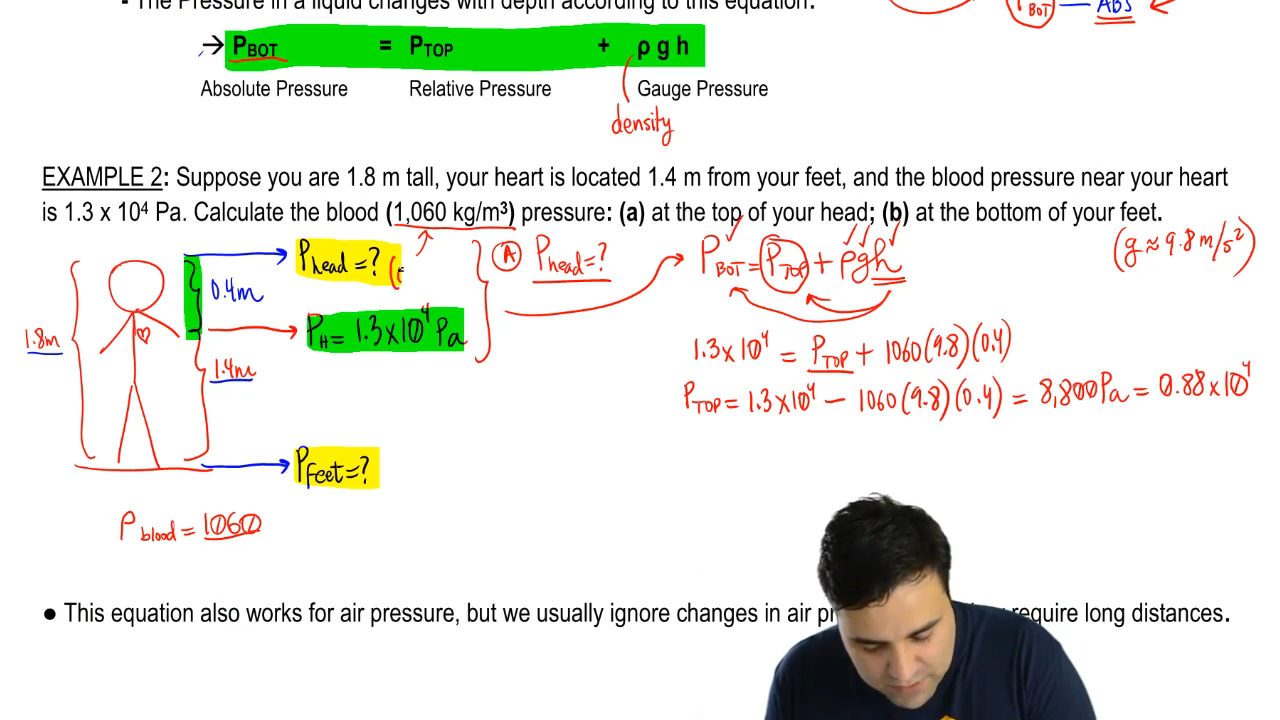 - The Pressure in a liquid changes with depth according to this equation:
PBOT — ABS
→ PBOT = PTOP + ρ g h
Absolute Pressure Relative Pressure Gauge Pressure
density
EXAMPLE 2: Suppose you are 1.8 m tall, your heart is located 1.4 m from your feet, and the blood pressure near your heart
is 1.3 x 10⁴ Pa. Calculate the blood (1,060 kg/m³) pressure: (a) at the top of your head; (b) at the bottom of your feet.
(g ≈ 9.8 m/s²)
Phead = ? (
0.4m
PH = 1.3x10⁴ Pa
1.8m
1.4m
Pfeet = ?
ρblood = 1060
A Phead = ?
PBOT = PTOP + ρgh
1.3x10⁴ = PTOP + 1060(9.8)(0.4)
PTOP = 1.3x10⁴ − 1060(9.8)(0.4) = 8,800Pa = 0.88x10⁴
• This equation also works for air pressure, but we usually ignore changes in air require long distances.